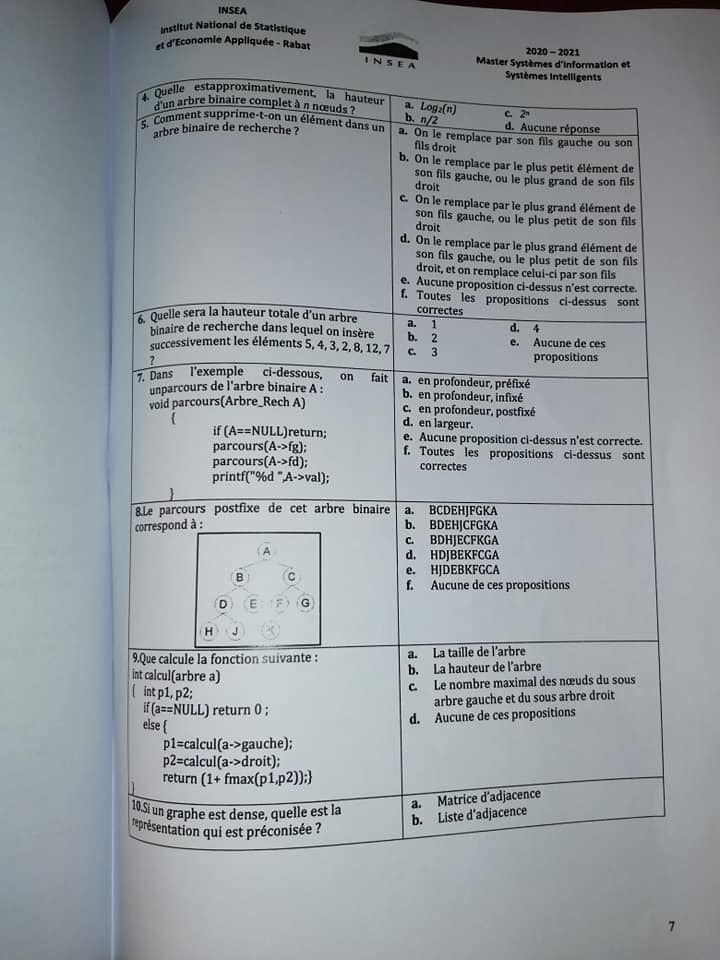 INSEA
Institut National de Statistique
et d'Economie Appliquée - Rabat
INSEA
2020 – 2021
Master Systèmes d'Information et
Systèmes Intelligents
4. Quelle estapproximativement, la hauteur
d'un arbre binaire complet à n nœuds ?
a. Log₂(n)
b. n/2
c. 2ⁿ
d. Aucune réponse
5. Comment supprime-t-on un élément dans un
arbre binaire de recherche ?
a. On le remplace par son fils gauche ou son
fils droit
b. On le remplace par le plus petit élément de
son fils gauche, ou le plus grand de son fils
droit
c. On le remplace par le plus grand élément de
son fils gauche, ou le plus petit de son fils
droit
d. On le remplace par le plus grand élément de
son fils gauche, ou le plus petit de son fils
droit, et on remplace celui-ci par son fils
e. Aucune proposition ci-dessus n'est correcte.
f. Toutes les propositions ci-dessus sont
correctes
6. Quelle sera la hauteur totale d'un arbre
binaire de recherche dans lequel on insère
successivement les éléments 5, 4, 3, 2, 8, 12, 7
?
a. 1
b. 2
c. 3
d. 4
e. Aucune de ces
propositions
7. Dans l'exemple ci-dessous, on fait
unparcours de l'arbre binaire A :
void parcours(Arbre_Rech A)
{
if (A==NULL)return;
parcours(A->fg);
parcours(A->fd);
printf("%d ",A->val);
}
a. en profondeur, préfixé
b. en profondeur, infixé
c. en profondeur, postfixé
d. en largeur.
e. Aucune proposition ci-dessus n'est correcte.
f. Toutes les propositions ci-dessus sont
correctes
8.Le parcours postfixe de cet arbre binaire
correspond à :
A
B C
D E F G
H J K
a. BCDEHJFGKA
b. BDEHJCFGKA
c. BDHJECFKGA
d. HDJBEKFCGA
e. HJDEBKFGCA
f. Aucune de ces propositions
9.Que calcule la fonction suivante :
int calcul(arbre a)
{ int p1, p2;
if (a==NULL) return 0 ;
else {
p1=calcul(a->gauche);
p2=calcul(a->droit);
return (1+ fmax(p1,p2));}
}
a. La taille de l'arbre
b. La hauteur de l'arbre
c. Le nombre maximal des nœuds du sous
arbre gauche et du sous arbre droit
d. Aucune de ces propositions
10.Si un graphe est dense, quelle est la
représentation qui est préconisée ?
a. Matrice d'adjacence
b. Liste d'adjacence
7